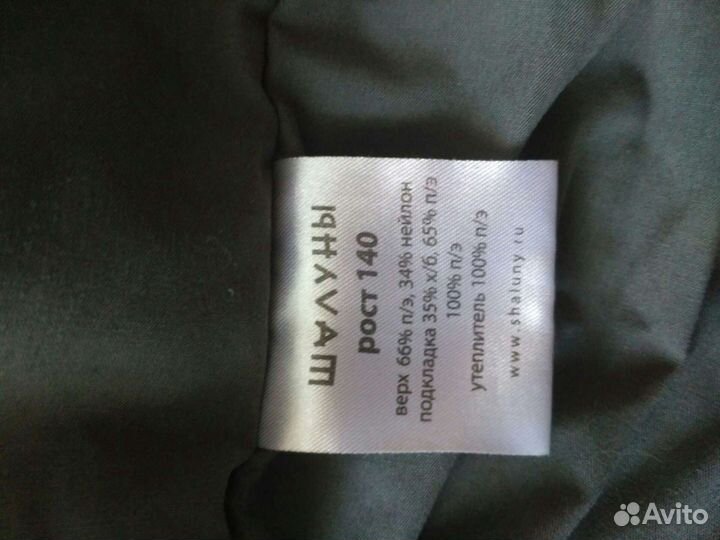 ШАЛУНЫ
рост 140
верх 66% п/э, 34% нейлон
подкладка 35% х/б, 65% п/э
100% п/э
утеплитель 100% п/э
www.shaluny.ru
Avito